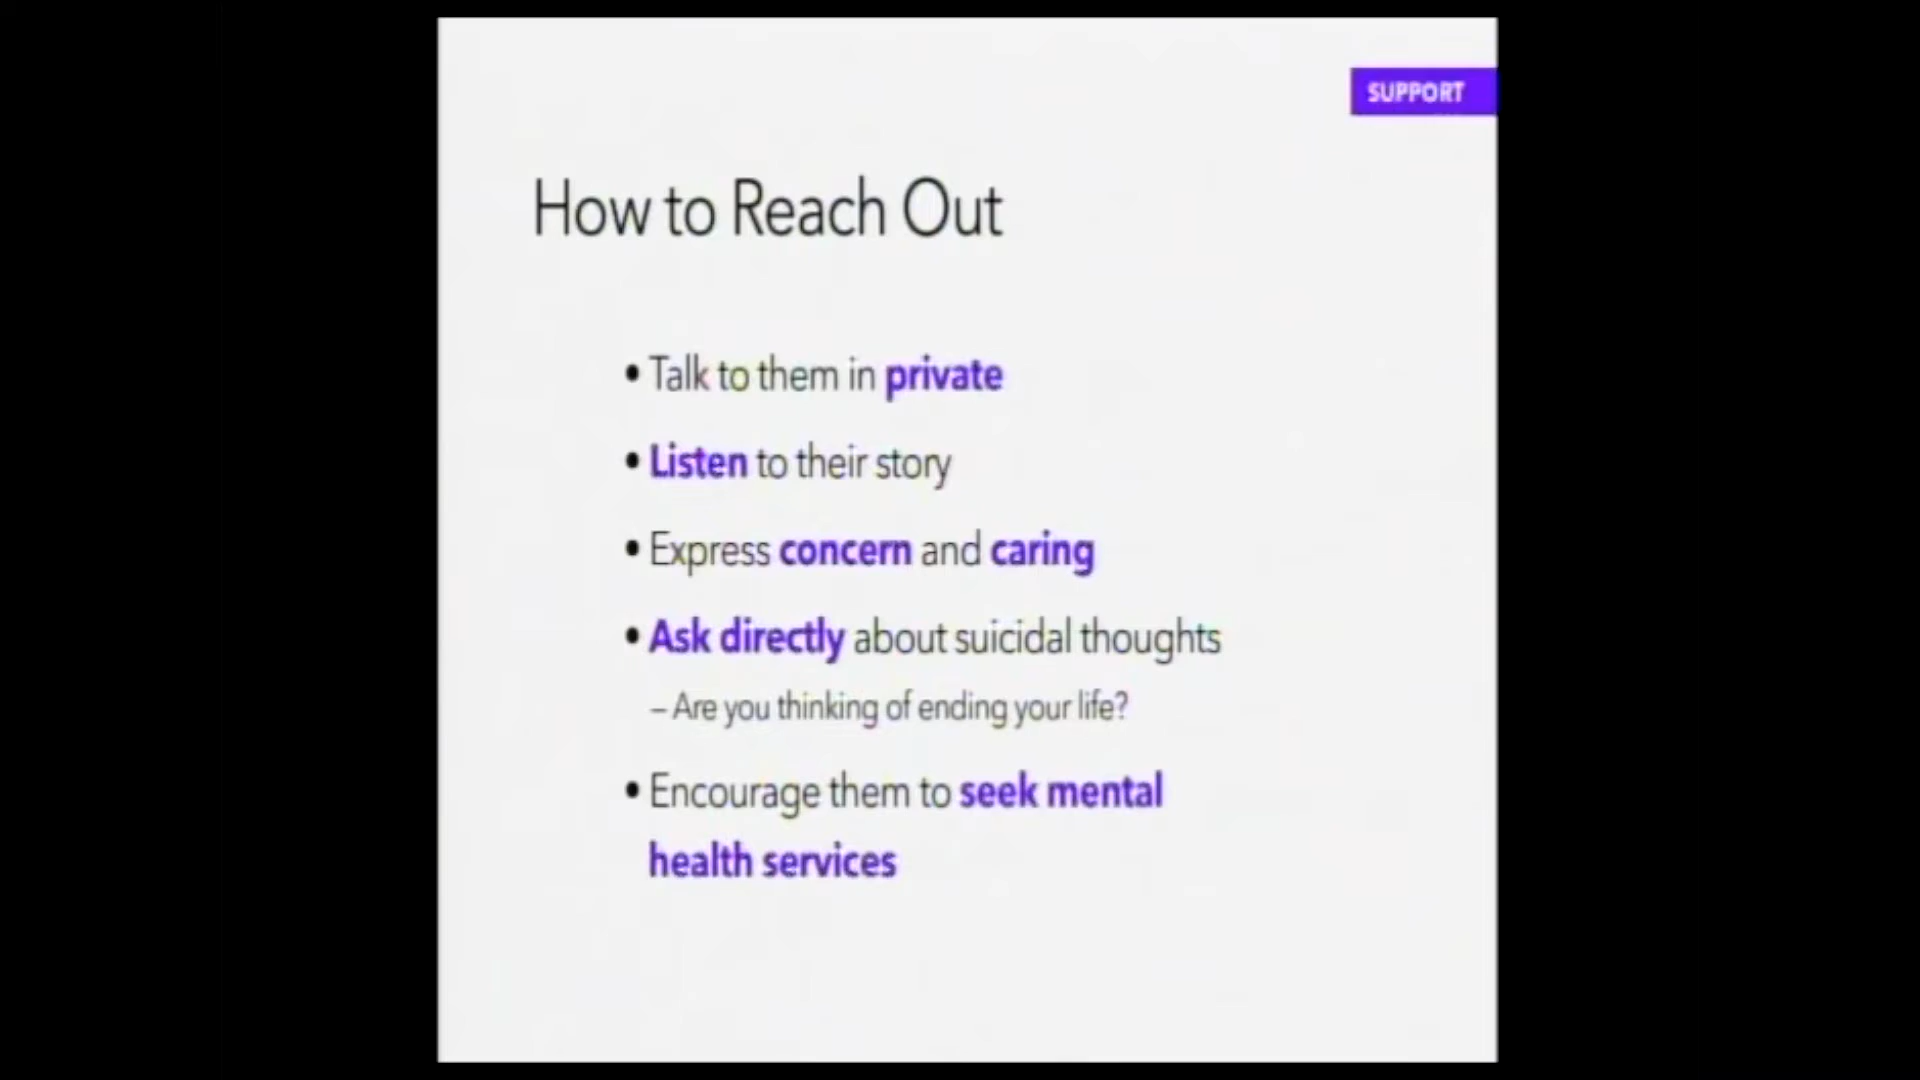 SUPPORT
How to Reach Out
• Talk to them in private
• Listen to their story
• Express concern and caring
• Ask directly about suicidal thoughts
– Are you thinking of ending your life?
• Encourage them to seek mental
health services